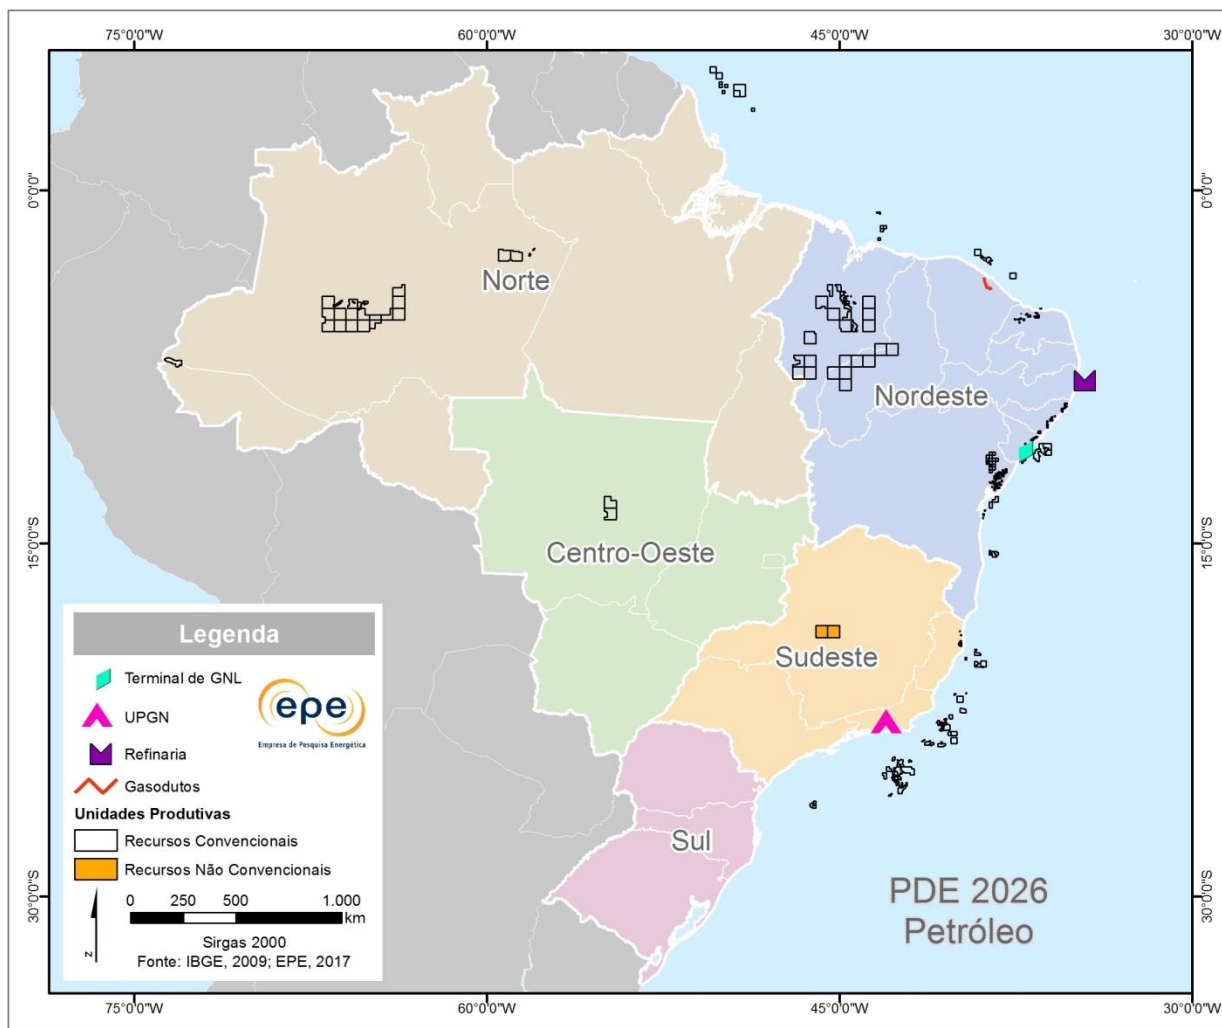 75°0'0"W
60°0'0"W
45°0'0"W
30°0'0"W
0°0'0"
0°0'0"
Norte
Nordeste
15°0'0"S
15°0'0"S
Centro-Oeste
Sudeste
Sul
30°0'0"S
30°0'0"S
PDE 2026
Petróleo
Legenda
Terminal de GNL
UPGN
Refinaria
Gasodutos
epe
Empresa de Pesquisa Energética
Unidades Produtivas
Recursos Convencionais
Recursos Não Convencionais
0 250 500 1.000
km
N
Sirgas 2000
Fonte: IBGE, 2009; EPE, 2017
75°0'0"W
60°0'0"W
45°0'0"W
30°0'0"W